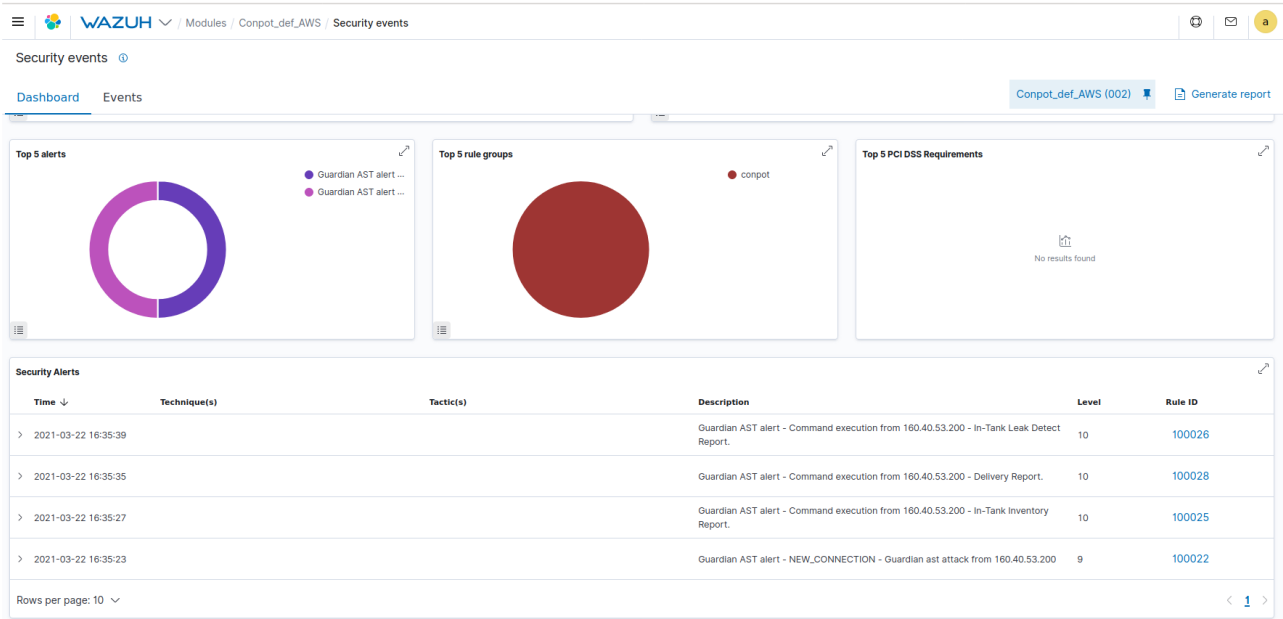 WAZUH / Modules / Conpot_def_AWS / Security events
a
Security events
Dashboard Events
Conpot_def_AWS (002) Generate report
Top 5 alerts
Guardian AST alert ...
Guardian AST alert ...
Top 5 rule groups
conpot
Top 5 PCI DSS Requirements
No results found
Security Alerts
Time Technique(s) Tactic(s) Description Level Rule ID
2021-03-22 16:35:39 Guardian AST alert - Command execution from 160.40.53.200 - In-Tank Leak Detect 10 100026
Report.
2021-03-22 16:35:35 Guardian AST alert - Command execution from 160.40.53.200 - Delivery Report. 10 100028
2021-03-22 16:35:27 Guardian AST alert - Command execution from 160.40.53.200 - In-Tank Inventory 10 100025
Report.
2021-03-22 16:35:23 Guardian AST alert - NEW_CONNECTION - Guardian ast attack from 160.40.53.200 9 100022
Rows per page: 10 1